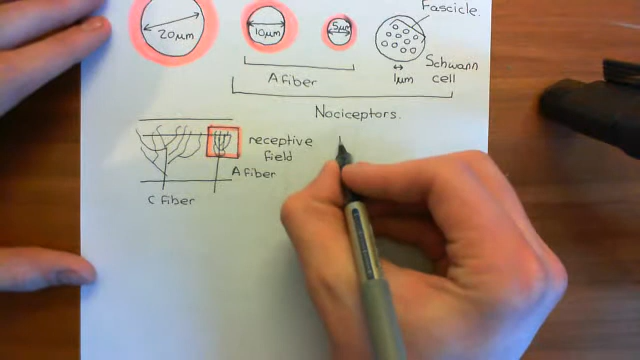 Fascicle.
20μm
10μm
5μm
Schwann
cell
1μm
A fiber
Nociceptors.
receptive
field
A fiber
C fiber